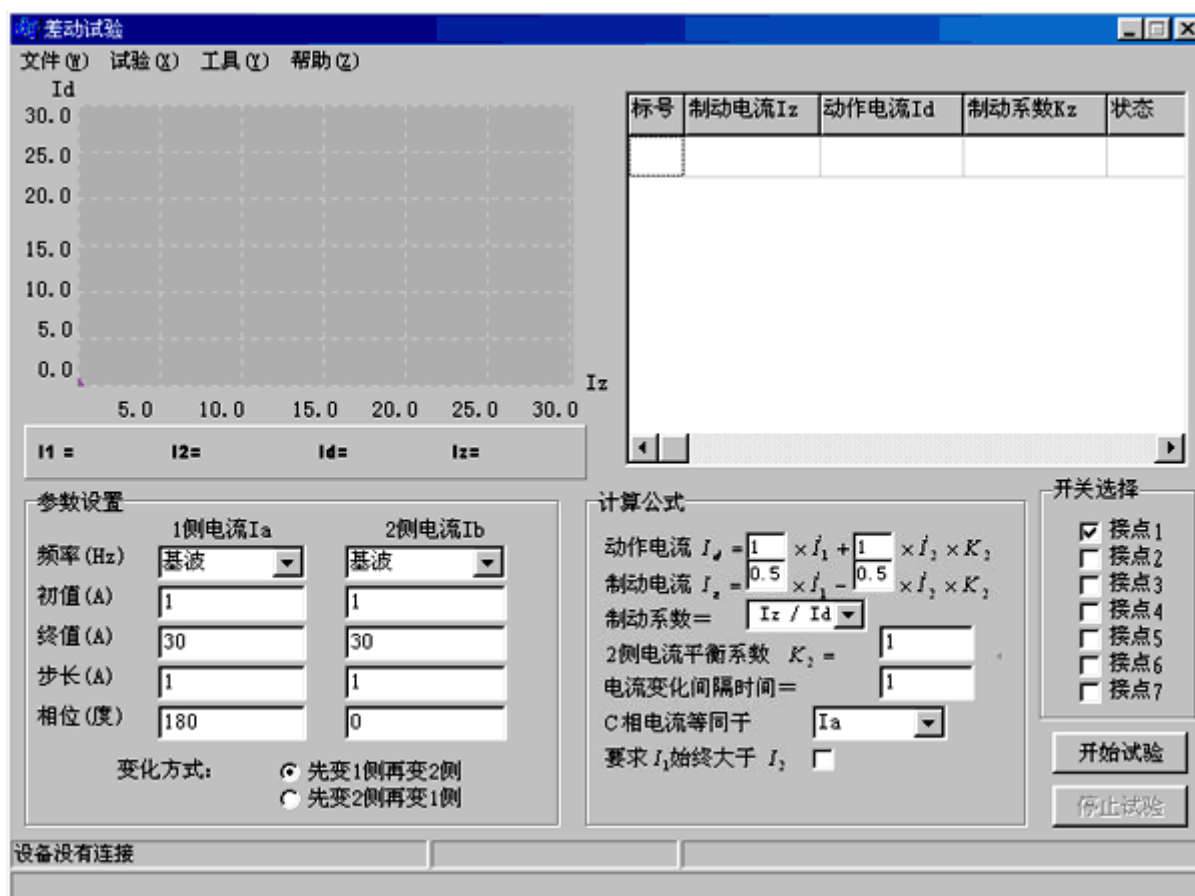 差动试验
文件(W) 试验(X) 工具(Y) 帮助(Z)
Id
30.0
25.0
20.0
15.0
10.0
5.0
0.0
Iz
5.0 10.0 15.0 20.0 25.0 30.0
标号 制动电流Iz 动作电流Id 制动系数Kz 状态
I1 = I2= Id= Iz=
参数设置
1侧电流Ia 2侧电流Ib
频率(Hz) 基波 基波
初值(A) 1 1
终值(A) 30 30
步长(A) 1 1
相位(度) 180 0
变化方式: 先变1侧再变2侧
先变2侧再变1侧
计算公式
动作电流 I_d = 1 × İ₁ + 1 × İ₂ × K₂
制动电流 I_z = 0.5 × İ₁ − 0.5 × İ₂ × K₂
制动系数= Iz / Id
2侧电流平衡系数 K₂ = 1
电流变化间隔时间= 1
C相电流等同于 Ia
要求 I₁始终大于 I₂
开关选择
接点1
接点2
接点3
接点4
接点5
接点6
接点7
开始试验
停止试验
设备没有连接